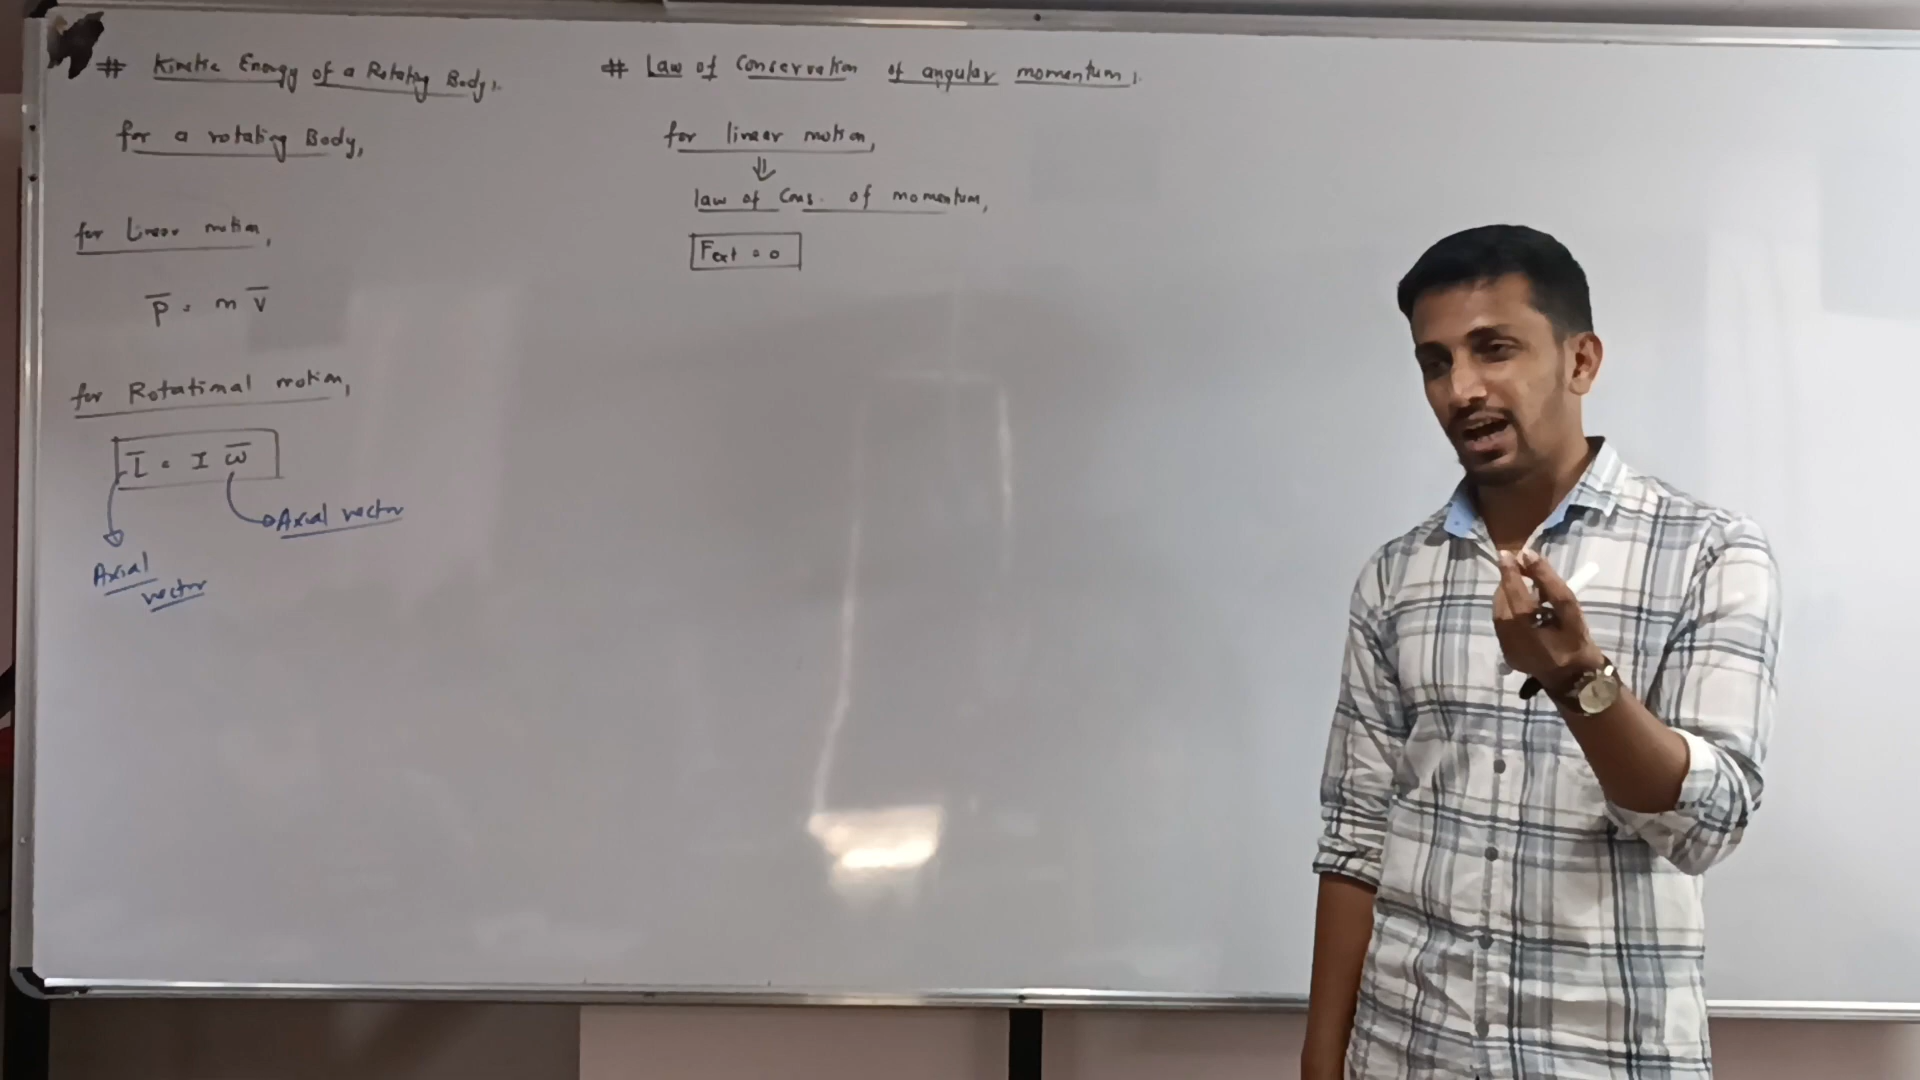 # Kinetic Energy of a Rotating Body,
for a rotating Body,
for Linear motion,
P̅ = m V̅
for Rotational motion,
L̅ = I ω̅
Axial vector
Axial
vector
# Law of Conservation of angular momentum,
for linear motion,
⇓
law of Cons. of momentum,
Fext = 0